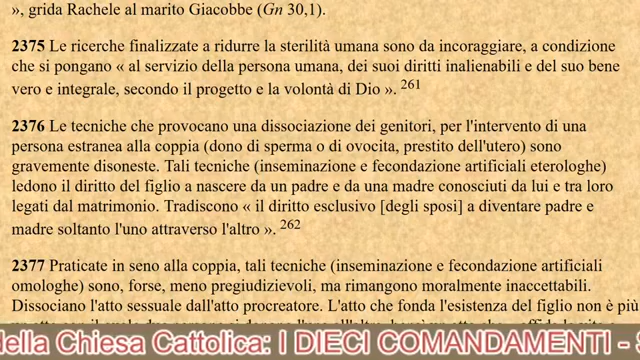 », grida Rachele al marito Giacobbe (Gn 30,1).
2375 Le ricerche finalizzate a ridurre la sterilità umana sono da incoraggiare, a condizione
che si pongano « al servizio della persona umana, dei suoi diritti inalienabili e del suo bene
vero e integrale, secondo il progetto e la volontà di Dio ». 261
2376 Le tecniche che provocano una dissociazione dei genitori, per l'intervento di una
persona estranea alla coppia (dono di sperma o di ovocita, prestito dell'utero) sono
gravemente disoneste. Tali tecniche (inseminazione e fecondazione artificiali eterologhe)
ledono il diritto del figlio a nascere da un padre e da una madre conosciuti da lui e tra loro
legati dal matrimonio. Tradiscono « il diritto esclusivo [degli sposi] a diventare padre e
madre soltanto l'uno attraverso l'altro ». 262
2377 Praticate in seno alla coppia, tali tecniche (inseminazione e fecondazione artificiali
omologhe) sono, forse, meno pregiudizievoli, ma rimangono moralmente inaccettabili.
Dissociano l'atto sessuale dall'atto procreatore. L'atto che fonda l'esistenza del figlio non è più
della Chiesa Cattolica: I DIECI COMANDAMENTI -